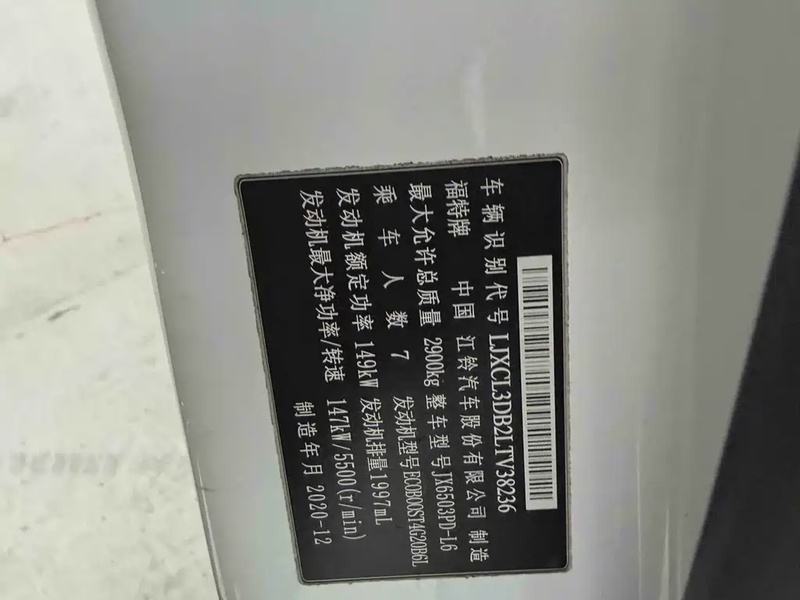 车辆识别代号 LJXCL3DB2LTV38236
福特牌 中国 江铃汽车股份有限公司 制造
最大允许总质量 2900kg 整车型号 JX6503PD-L6
乘车人数 7 发动机型号 ECOBOOST4G20B6L
发动机额定功率 149kW 发动机排量 1997mL
发动机最大净功率/转速 147kW/5500(r/min)
制造年月 2020-12